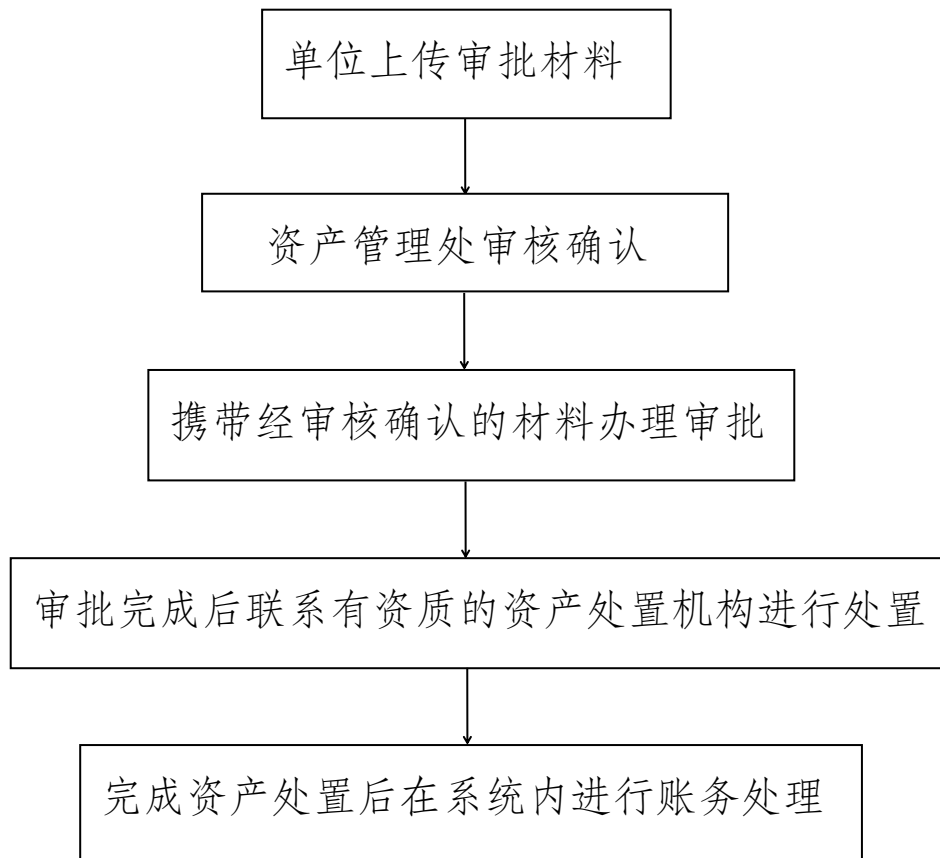 单位上传审批材料
资产管理处审核确认
携带经审核确认的材料办理审批
审批完成后联系有资质的资产处置机构进行处置
完成资产处置后在系统内进行账务处理